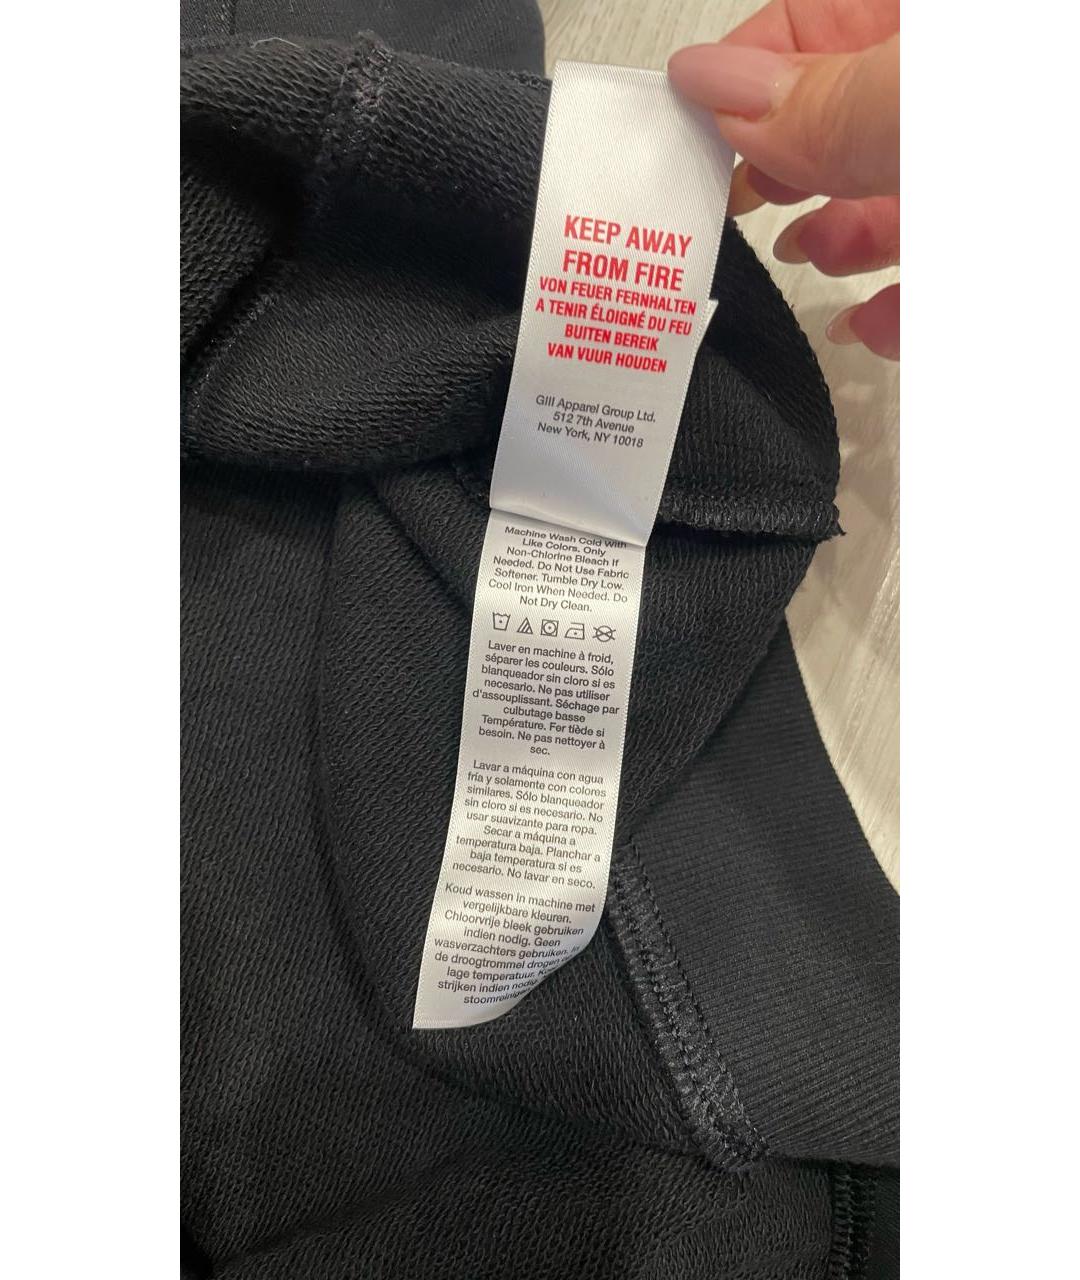 KEEP AWAY
FROM FIRE
VON FEUER FERNHALTEN
A TENIR ÉLOIGNÉ DU FEU
BUITEN BEREIK
VAN VUUR HOUDEN
GIII Apparel Group Ltd.
512 7th Avenue
New York, NY 10018
Machine Wash Cold With
Like Colors. Only
Non-Chlorine Bleach If
Needed. Do Not Use Fabric
Softener. Tumble Dry Low.
Cool Iron When Needed. Do
Not Dry Clean.
Laver en machine à froid,
séparer les couleurs. Sólo
blanqueador sin cloro si es
necesario. Ne pas utiliser
d'assouplissant. Séchage par
culbutage basse
Température. Fer tiède si
besoin. Ne pas nettoyer à
sec.
Lavar a máquina con agua
fría y solamente con colores
similares. Sólo blanqueador
sin cloro si es necesario. No
usar suavizante para ropa.
Secar a máquina a
temperatura baja. Planchar a
baja temperatura si es
necesario. No lavar en seco.
Koud wassen in machine met
vergelijkbare kleuren.
Chloorvrije bleek gebruiken
indien nodig. Geen
wasverzachters gebruiken. In
de droogtrommel drogen
lage temperatuur.
strijken indien nodig
stoomreinigen